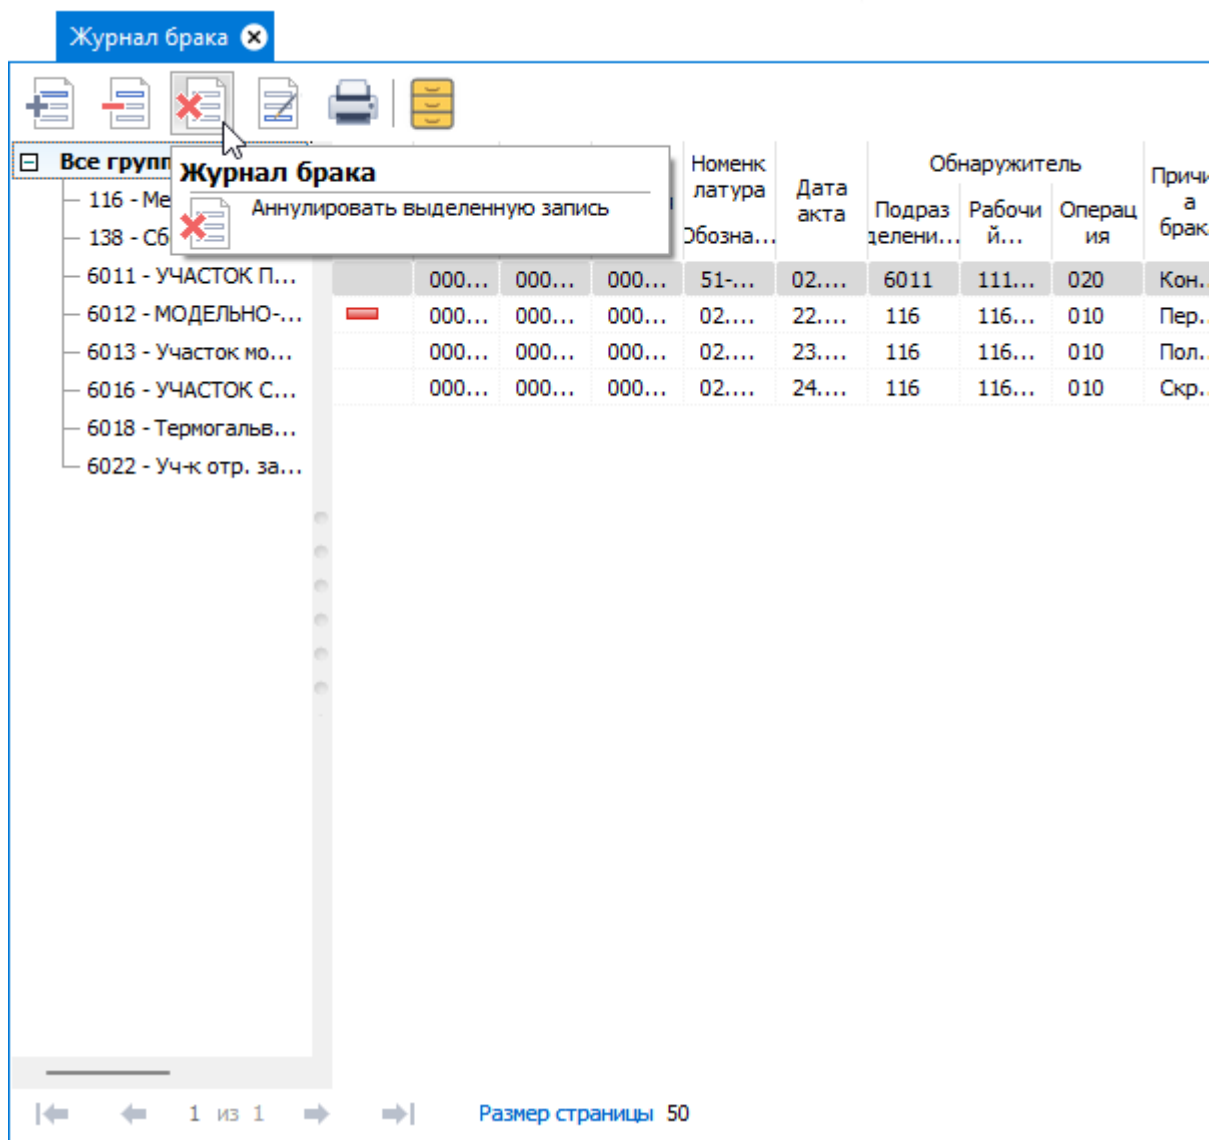 Журнал брака
Все групп
Журнал брака
Аннулировать выделенную запись
116 - Ме
138 - Сб
6011 - УЧАСТОК П...
6012 - МОДЕЛЬНО-...
6013 - Участок мо...
6016 - УЧАСТОК С...
6018 - Термогальв...
6022 - Уч-к отр. за...
Номенк
латура
Обозна...
Дата
акта
Обнаружитель
Подраз
делени...
Рабочи
й...
Операц
ия
Причи
а
брак
000... 000... 000... 51-... 02.... 6011 111... 020 Кон..
000... 000... 000... 02.... 22.... 116 116... 010 Пер..
000... 000... 000... 02.... 23.... 116 116... 010 Пол..
000... 000... 000... 02.... 24.... 116 116... 010 Скр..
1 из 1 Размер страницы 50